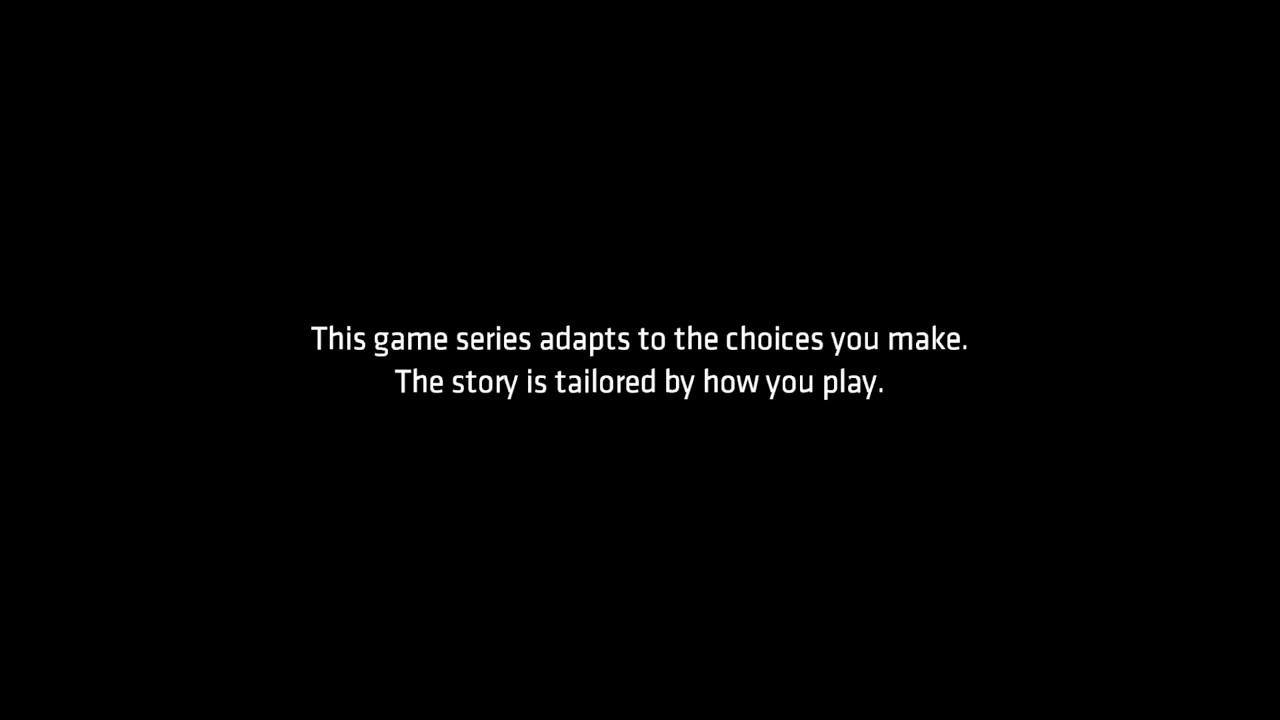 This game series adapts to the choices you make.
The story is tailored by how you play.